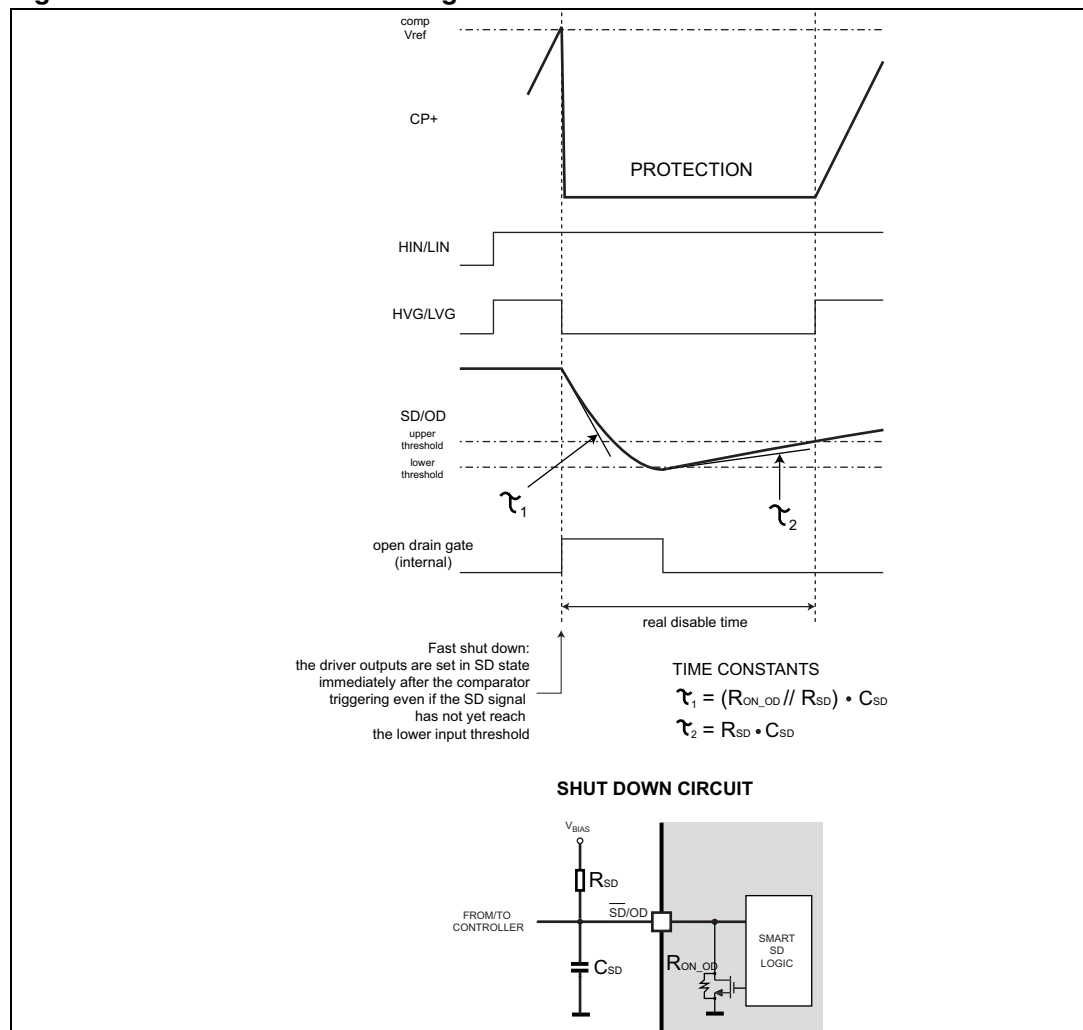 comp
Vref
CP+
PROTECTION
HIN/LIN
HVG/LVG
SD/OD
upper
threshold
lower
threshold
τ1
τ2
open drain gate
(internal)
real disable time
Fast shut down:
the driver outputs are set in SD state
immediately after the comparator
triggering even if the SD signal
has not yet reach
the lower input threshold
TIME CONSTANTS
τ1 = (RON_OD // RSD) • CSD
τ2 = RSD • CSD
SHUT DOWN CIRCUIT
VBIAS
RSD
FROM/TO
CONTROLLER
SD/OD
SMART
SD
LOGIC
RON_OD
CSD